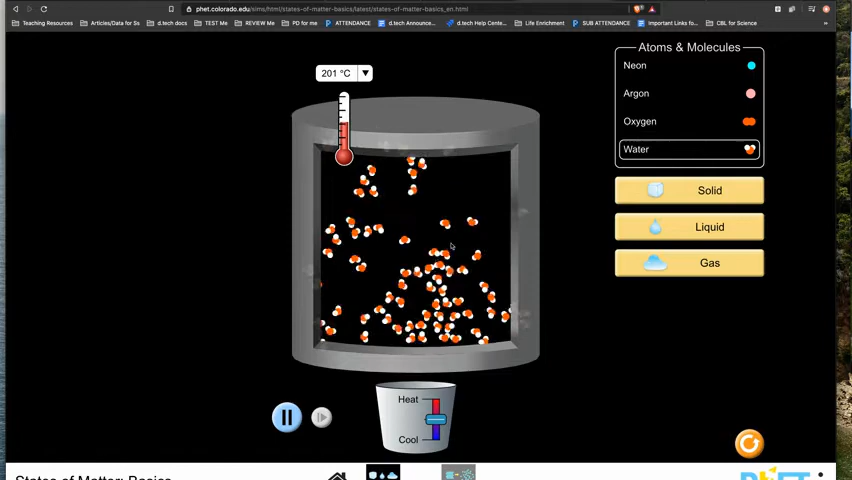 phet.colorado.edu/sims/html/states-of-matter-basics/latest/states-of-matter-basics_en.html
Teaching Resources
Articles/Data for Ss
d.tech docs
TEST Me
REVIEW Me
PD for me
ATTENDANCE
d.tech Announce...
d.tech Help Cente...
Life Enrichment
SUB ATTENDANCE
Important Links fo...
CBL for Science
»
201 °C
Atoms & Molecules
Neon
Argon
Oxygen
Water
Solid
Liquid
Gas
Heat
Cool
States of Matter: Basics
PhET